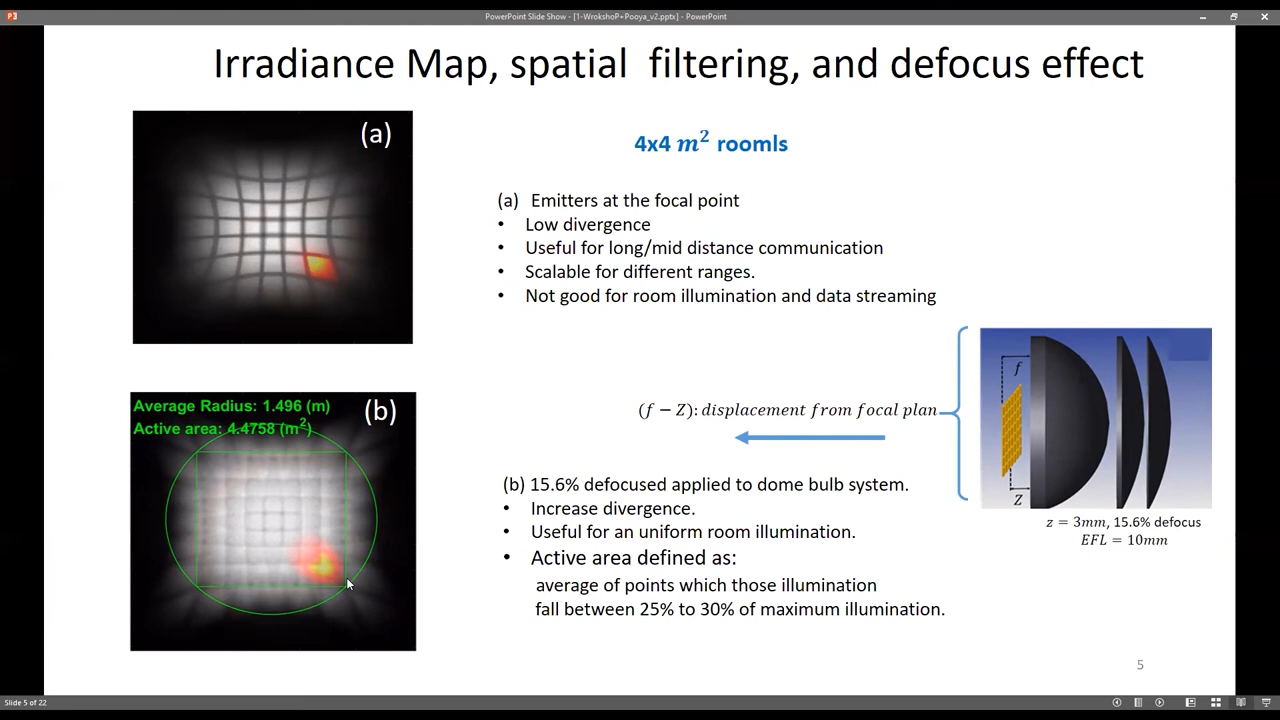 PowerPoint Slide Show - [1-WrokshoP+Pooya_v2.pptx] - PowerPoint
Irradiance Map, spatial filtering, and defocus effect
(a)
4x4 m² roomls
(a) Emitters at the focal point
• Low divergence
• Useful for long/mid distance communication
• Scalable for different ranges.
• Not good for room illumination and data streaming
f
Z
(f − Z): displacement from focal plan
z = 3mm, 15.6% defocus
EFL = 10mm
Average Radius: 1.496 (m)
Active area: 4.4758 (m²)
(b)
(b) 15.6% defocused applied to dome bulb system.
• Increase divergence.
• Useful for an uniform room illumination.
• Active area defined as:
average of points which those illumination
fall between 25% to 30% of maximum illumination.
5
Slide 5 of 22